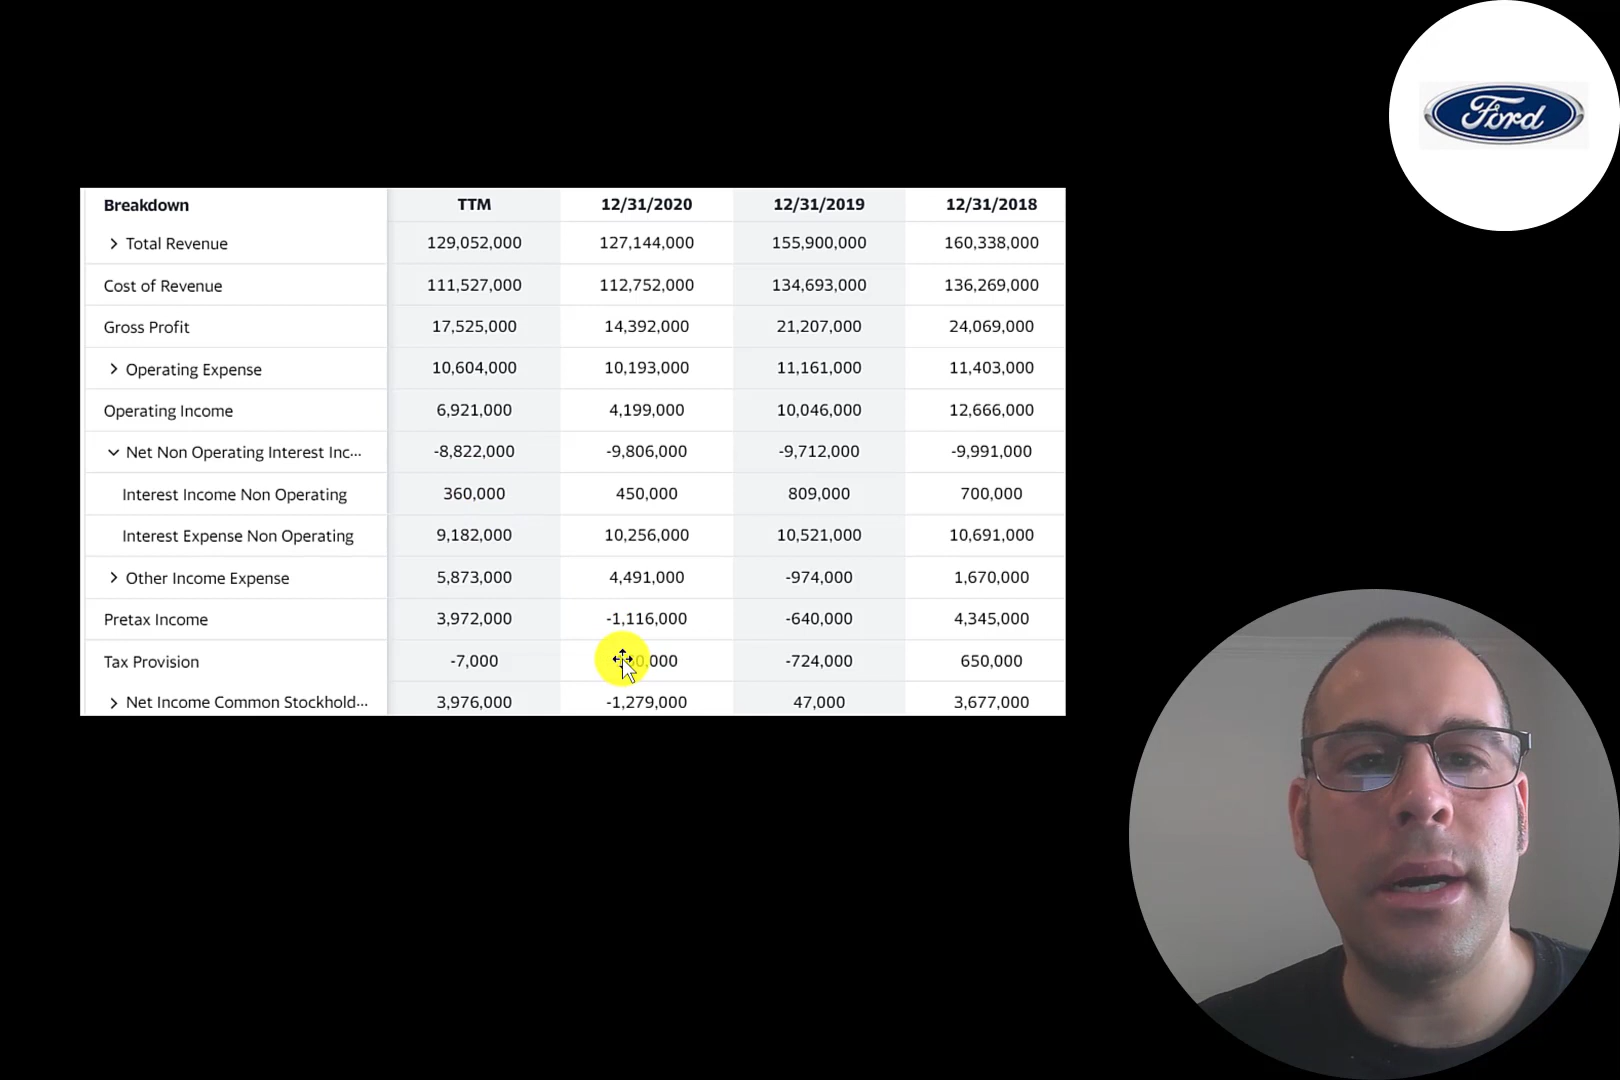 Ford
Breakdown TTM 12/31/2020 12/31/2019 12/31/2018
Total Revenue 129,052,000 127,144,000 155,900,000 160,338,000
Cost of Revenue 111,527,000 112,752,000 134,693,000 136,269,000
Gross Profit 17,525,000 14,392,000 21,207,000 24,069,000
Operating Expense 10,604,000 10,193,000 11,161,000 11,403,000
Operating Income 6,921,000 4,199,000 10,046,000 12,666,000
Net Non Operating Interest Inc... -8,822,000 -9,806,000 -9,712,000 -9,991,000
Interest Income Non Operating 360,000 450,000 809,000 700,000
Interest Expense Non Operating 9,182,000 10,256,000 10,521,000 10,691,000
Other Income Expense 5,873,000 4,491,000 -974,000 1,670,000
Pretax Income 3,972,000 -1,116,000 -640,000 4,345,000
Tax Provision -7,000 -724,000 650,000
Net Income Common Stockhold... 3,976,000 -1,279,000 47,000 3,677,000